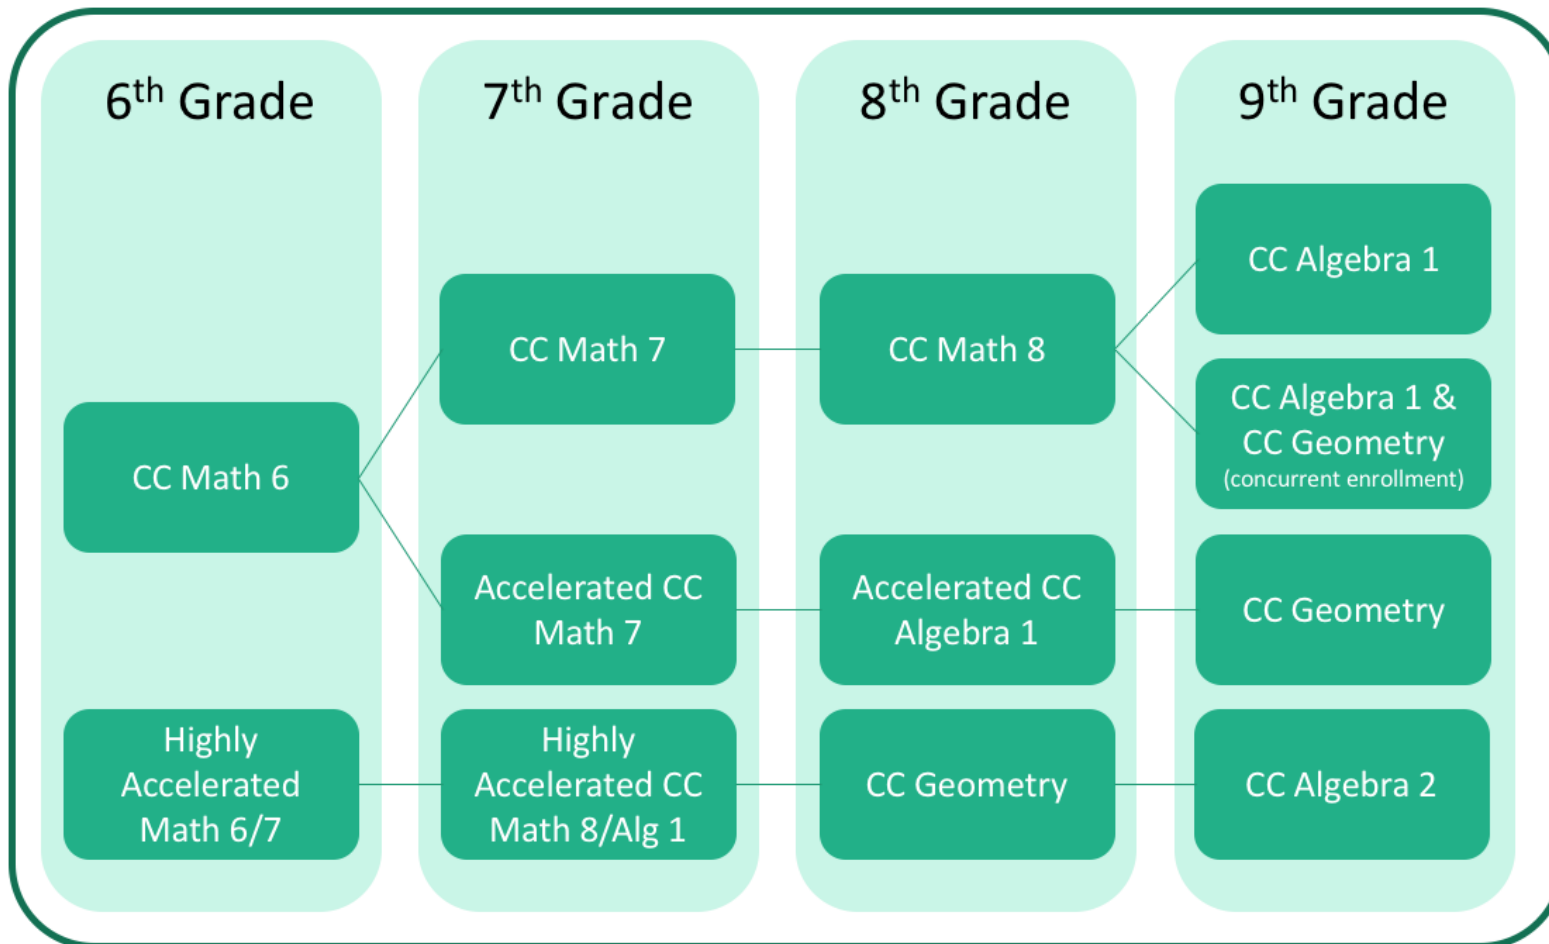 6th Grade
CC Math 6
Highly
Accelerated
Math 6/7
7th Grade
CC Math 7
Accelerated CC
Math 7
Highly
Accelerated CC
Math 8/Alg 1
8th Grade
CC Math 8
Accelerated CC
Algebra 1
CC Geometry
9th Grade
CC Algebra 1
CC Algebra 1 &
CC Geometry
(concurrent enrollment)
CC Geometry
CC Algebra 2